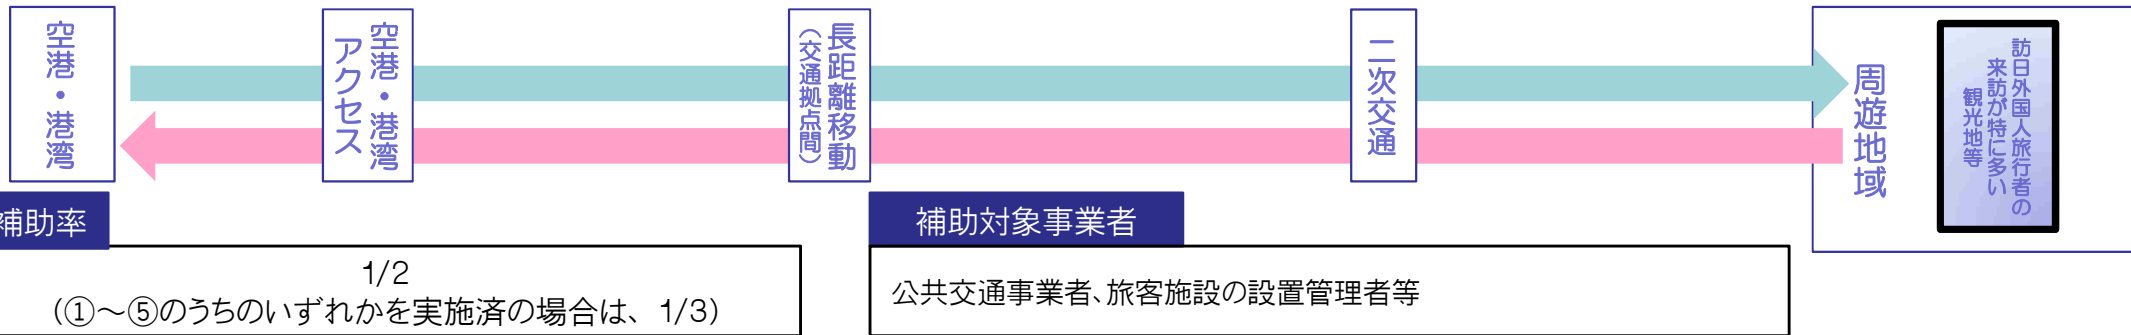 空港・港湾
空港・港湾
アクセス
長距離移動
（交通拠点間）
二次交通
周遊地域
訪日外国人旅行者の
来訪が特に多い
観光地等
補助率
1/2
（①～⑤のうちのいずれかを実施済の場合は、1/3）
補助対象事業者
公共交通事業者、旅客施設の設置管理者等